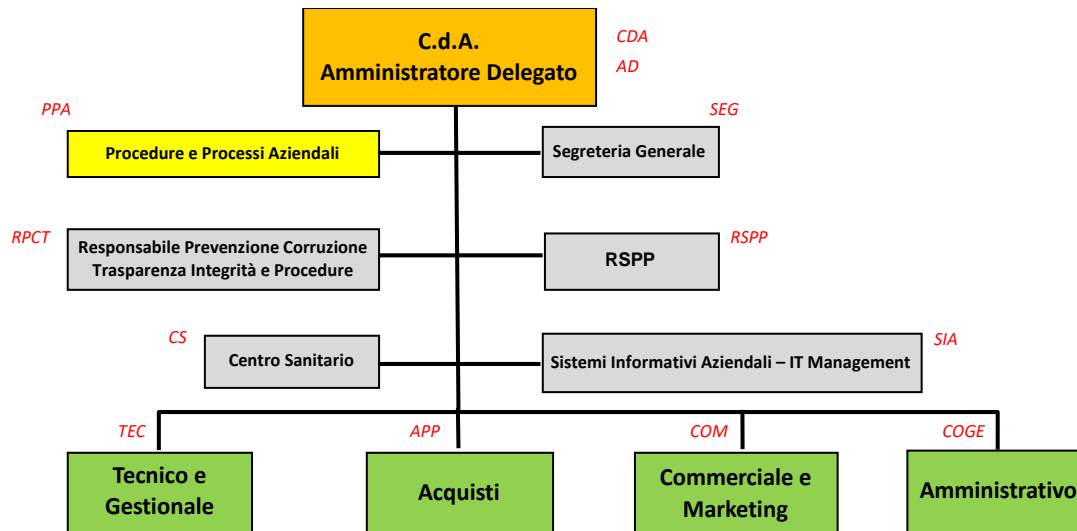 C.d.A.
Amministratore Delegato
CDA
AD
PPA
Procedure e Processi Aziendali
SEG
Segreteria Generale
RPCT
Responsabile Prevenzione Corruzione
Trasparenza Integrità e Procedure
RSPP
RSPP
CS
Centro Sanitario
SIA
Sistemi Informativi Aziendali – IT Management
TEC
Tecnico e
Gestionale
APP
Acquisti
COM
Commerciale e
Marketing
COGE
Amministrativo